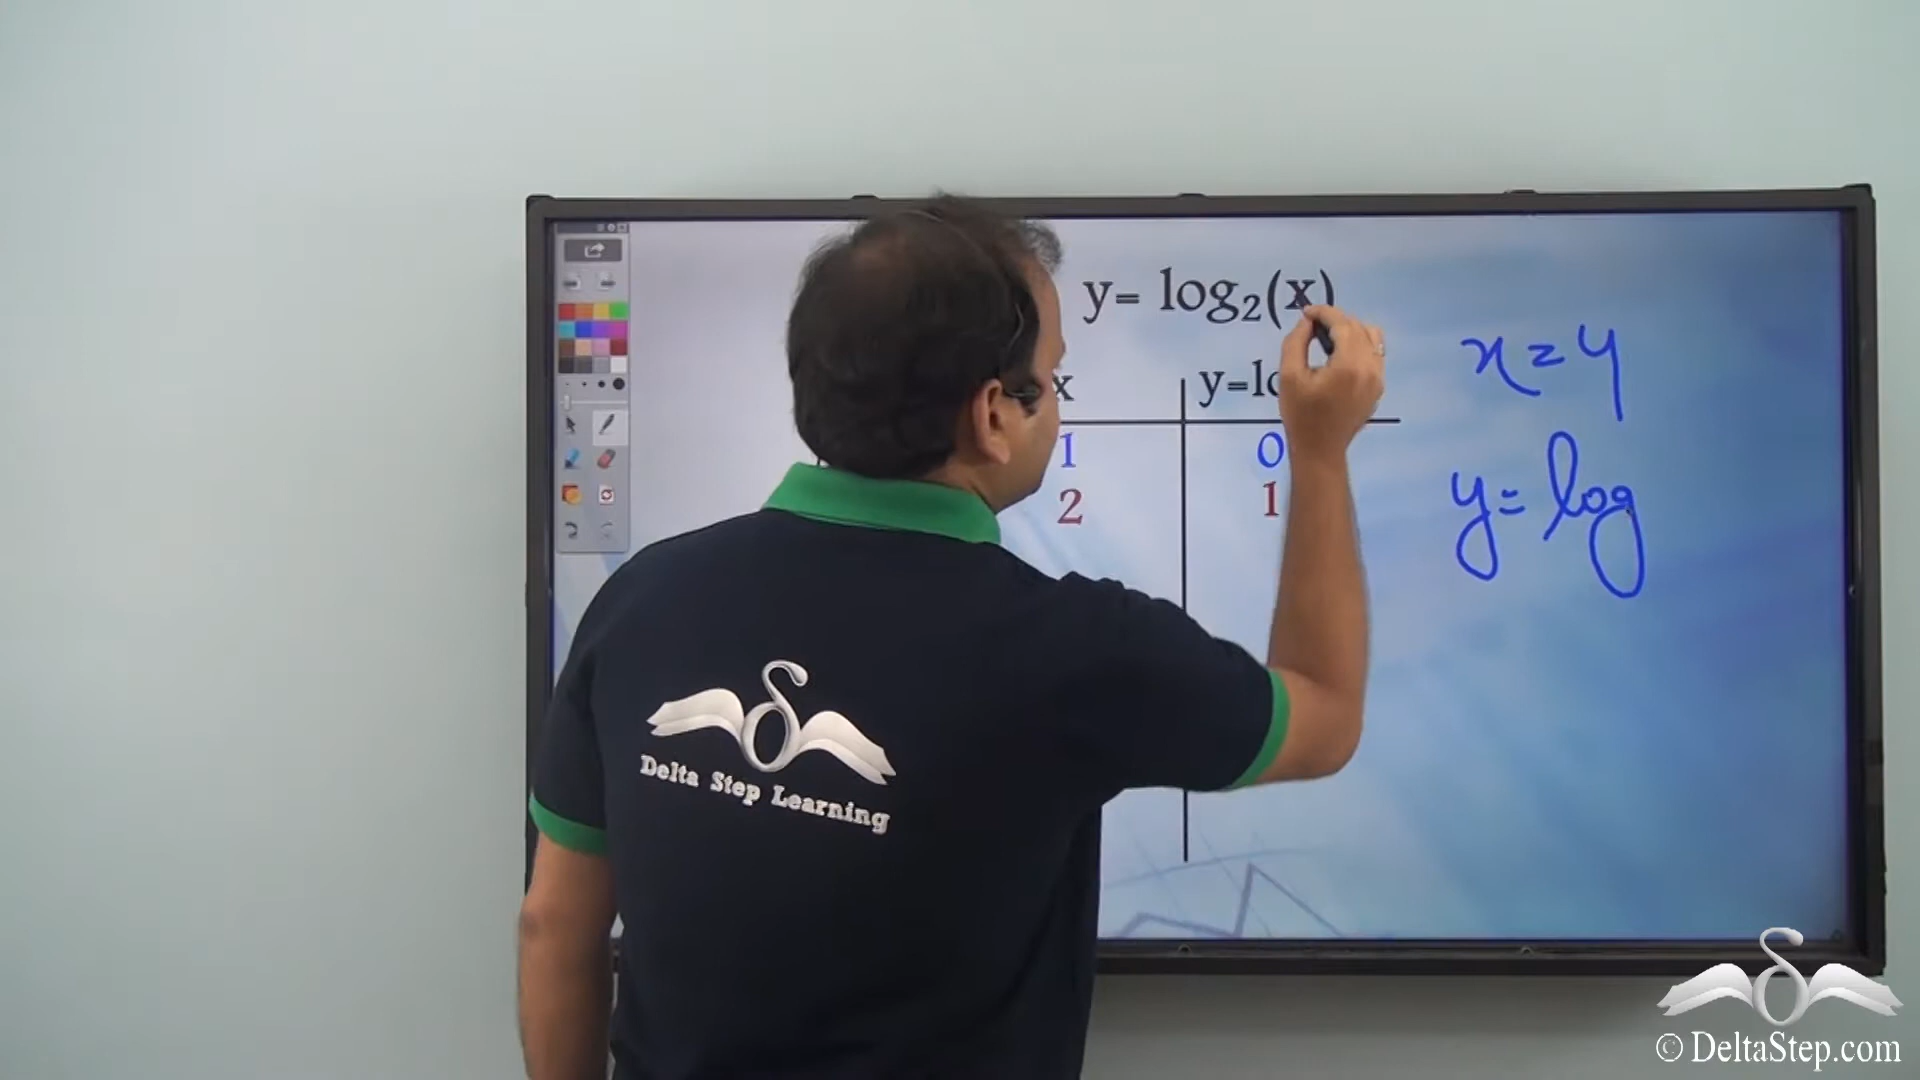 y= log₂(x)
x
y=lo
1
0
2
1
x = 4
y = log
Delta Step Learning
© DeltaStep.com